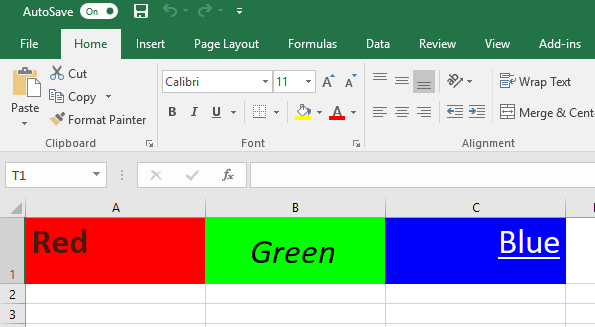 AutoSave On
File Home Insert Page Layout Formulas Data Review View Add-ins
Paste
Cut
Copy
Format Painter
Calibri 11
B I U A
Wrap Text
Merge & Cent
Clipboard Font Alignment
T1 fx
A B C
1 Red Green Blue
2
3